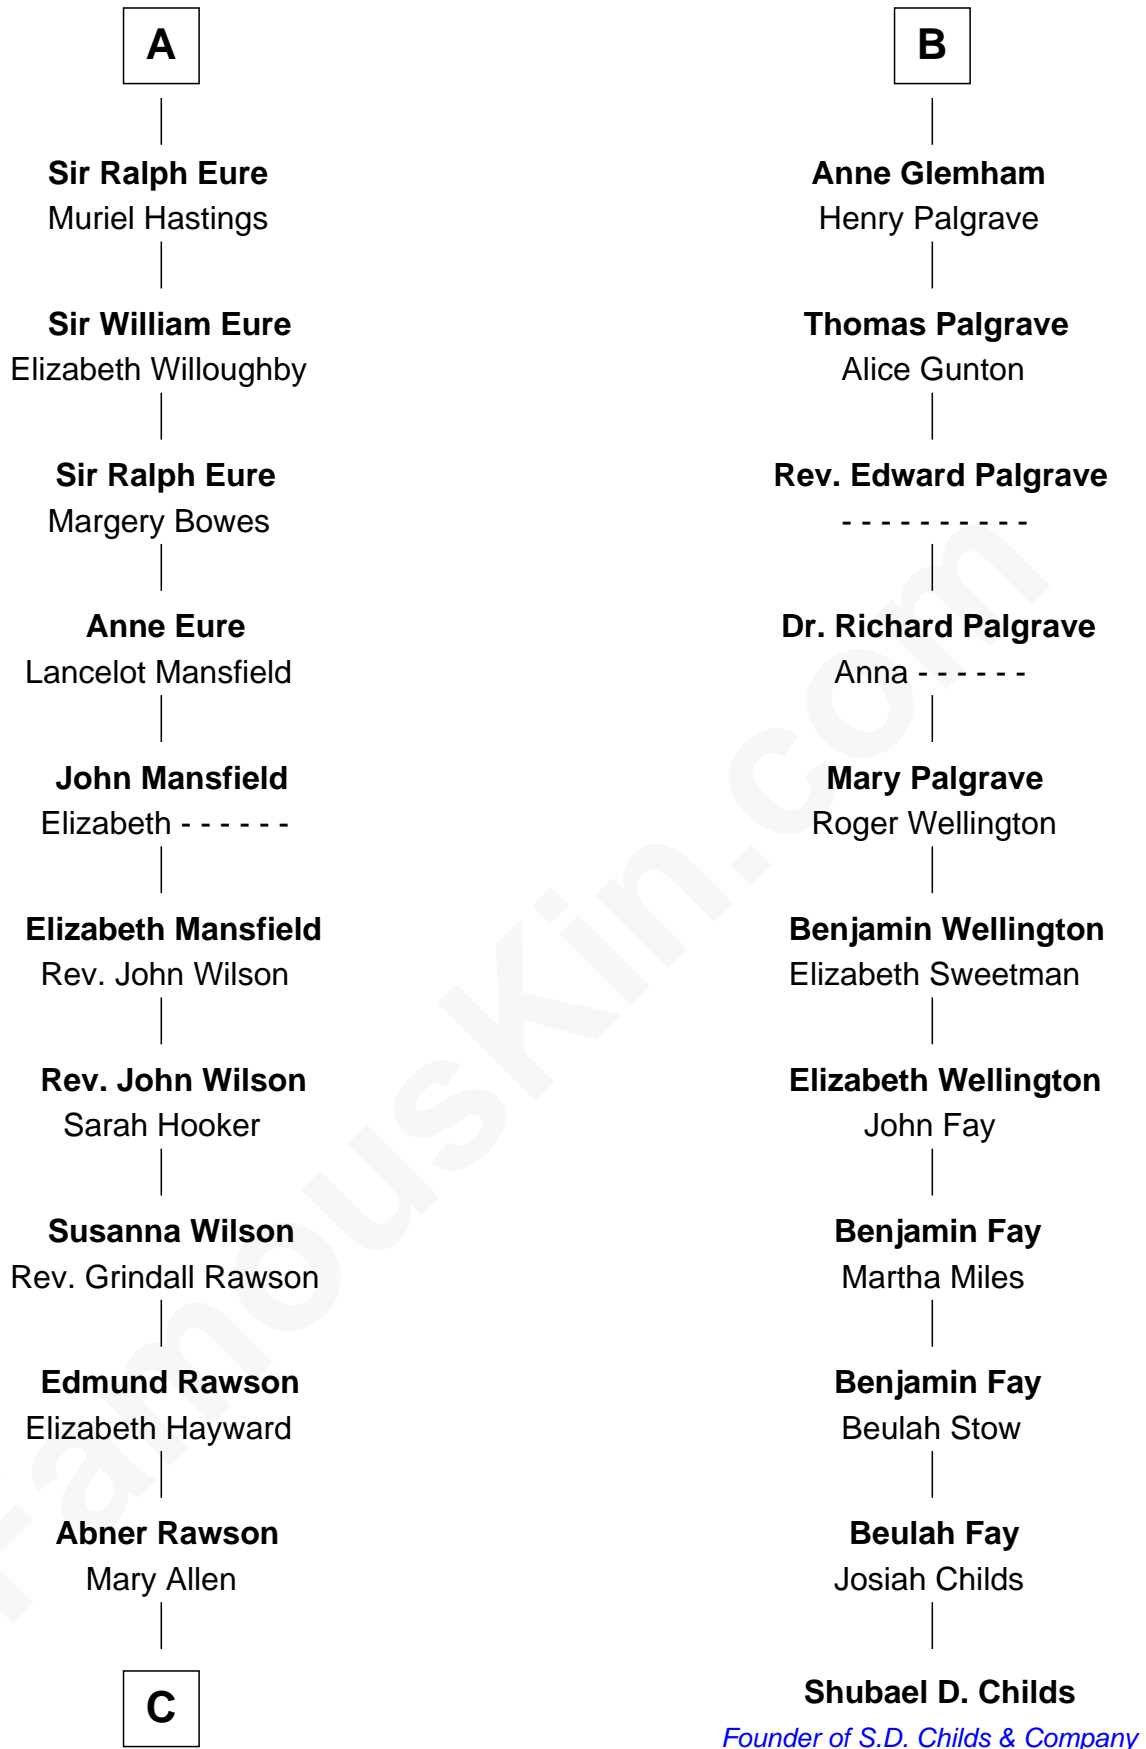 A
Sir Ralph Eure
Muriel Hastings
Sir William Eure
Elizabeth Willoughby
Sir Ralph Eure
Margery Bowes
Anne Eure
Lancelot Mansfield
John Mansfield
Elizabeth - - - - - -
Elizabeth Mansfield
Rev. John Wilson
Rev. John Wilson
Sarah Hooker
Susanna Wilson
Rev. Grindall Rawson
Edmund Rawson
Elizabeth Hayward
Abner Rawson
Mary Allen
C
B
Anne Glemham
Henry Palgrave
Thomas Palgrave
Alice Gunton
Rev. Edward Palgrave
- - - - - - - - - -
Dr. Richard Palgrave
Anna - - - - - -
Mary Palgrave
Roger Wellington
Benjamin Wellington
Elizabeth Sweetman
Elizabeth Wellington
John Fay
Benjamin Fay
Martha Miles
Benjamin Fay
Beulah Stow
Beulah Fay
Josiah Childs
Shubael D. Childs
Founder of S.D. Childs & Company
FamousKin.com